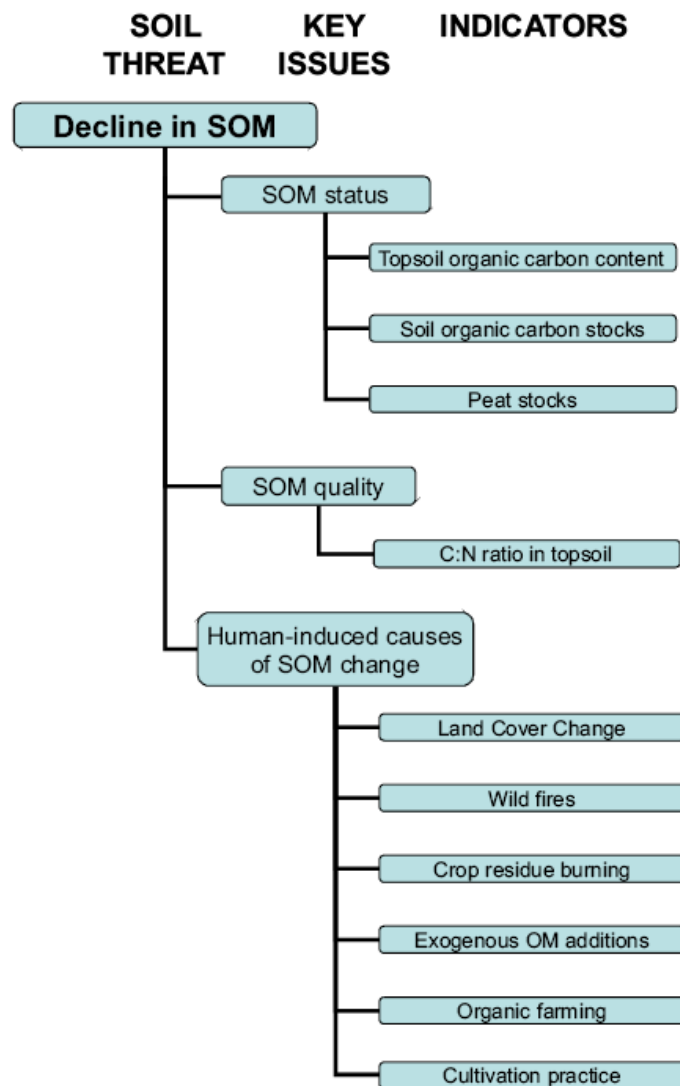 SOIL THREAT
KEY ISSUES
INDICATORS
Decline in SOM
SOM status
Topsoil organic carbon content
Soil organic carbon stocks
Peat stocks
SOM quality
C:N ratio in topsoil
Human-induced causes
of SOM change
Land Cover Change
Wild fires
Crop residue burning
Exogenous OM additions
Organic farming
Cultivation practice